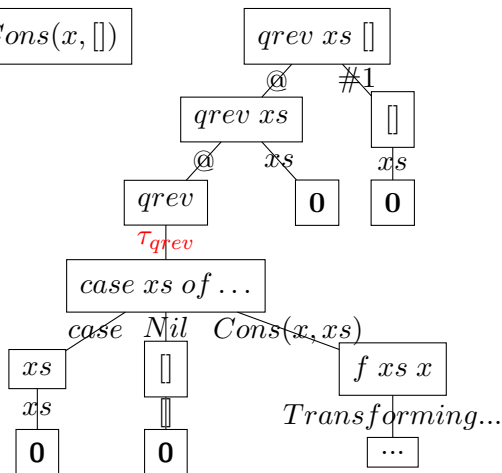 Cons(x, [])
qrev xs []
@ #1
qrev xs
[]
@ xs xs
qrev
0 0
τqrev
case xs of …
case Nil Cons(x, xs)
xs [] f xs x
xs [] Transforming...
0 0 ...